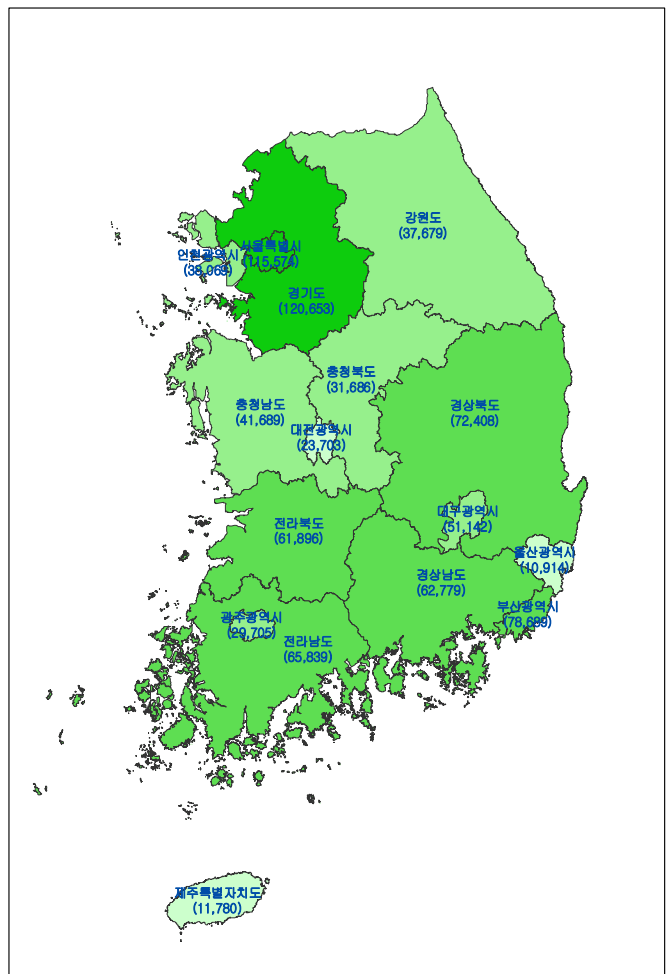 강원도
(37,679)
서울특별시
(115,574)
인천광역시
(38,069)
경기도
(120,653)
충청북도
(31,686)
충청남도
(41,689)
경상북도
(72,408)
대전광역시
(23,703)
대구광역시
(51,142)
전라북도
(61,896)
울산광역시
(10,914)
경상남도
(62,779)
부산광역시
(78,689)
광주광역시
(29,705)
전라남도
(65,839)
제주특별자치도
(11,780)